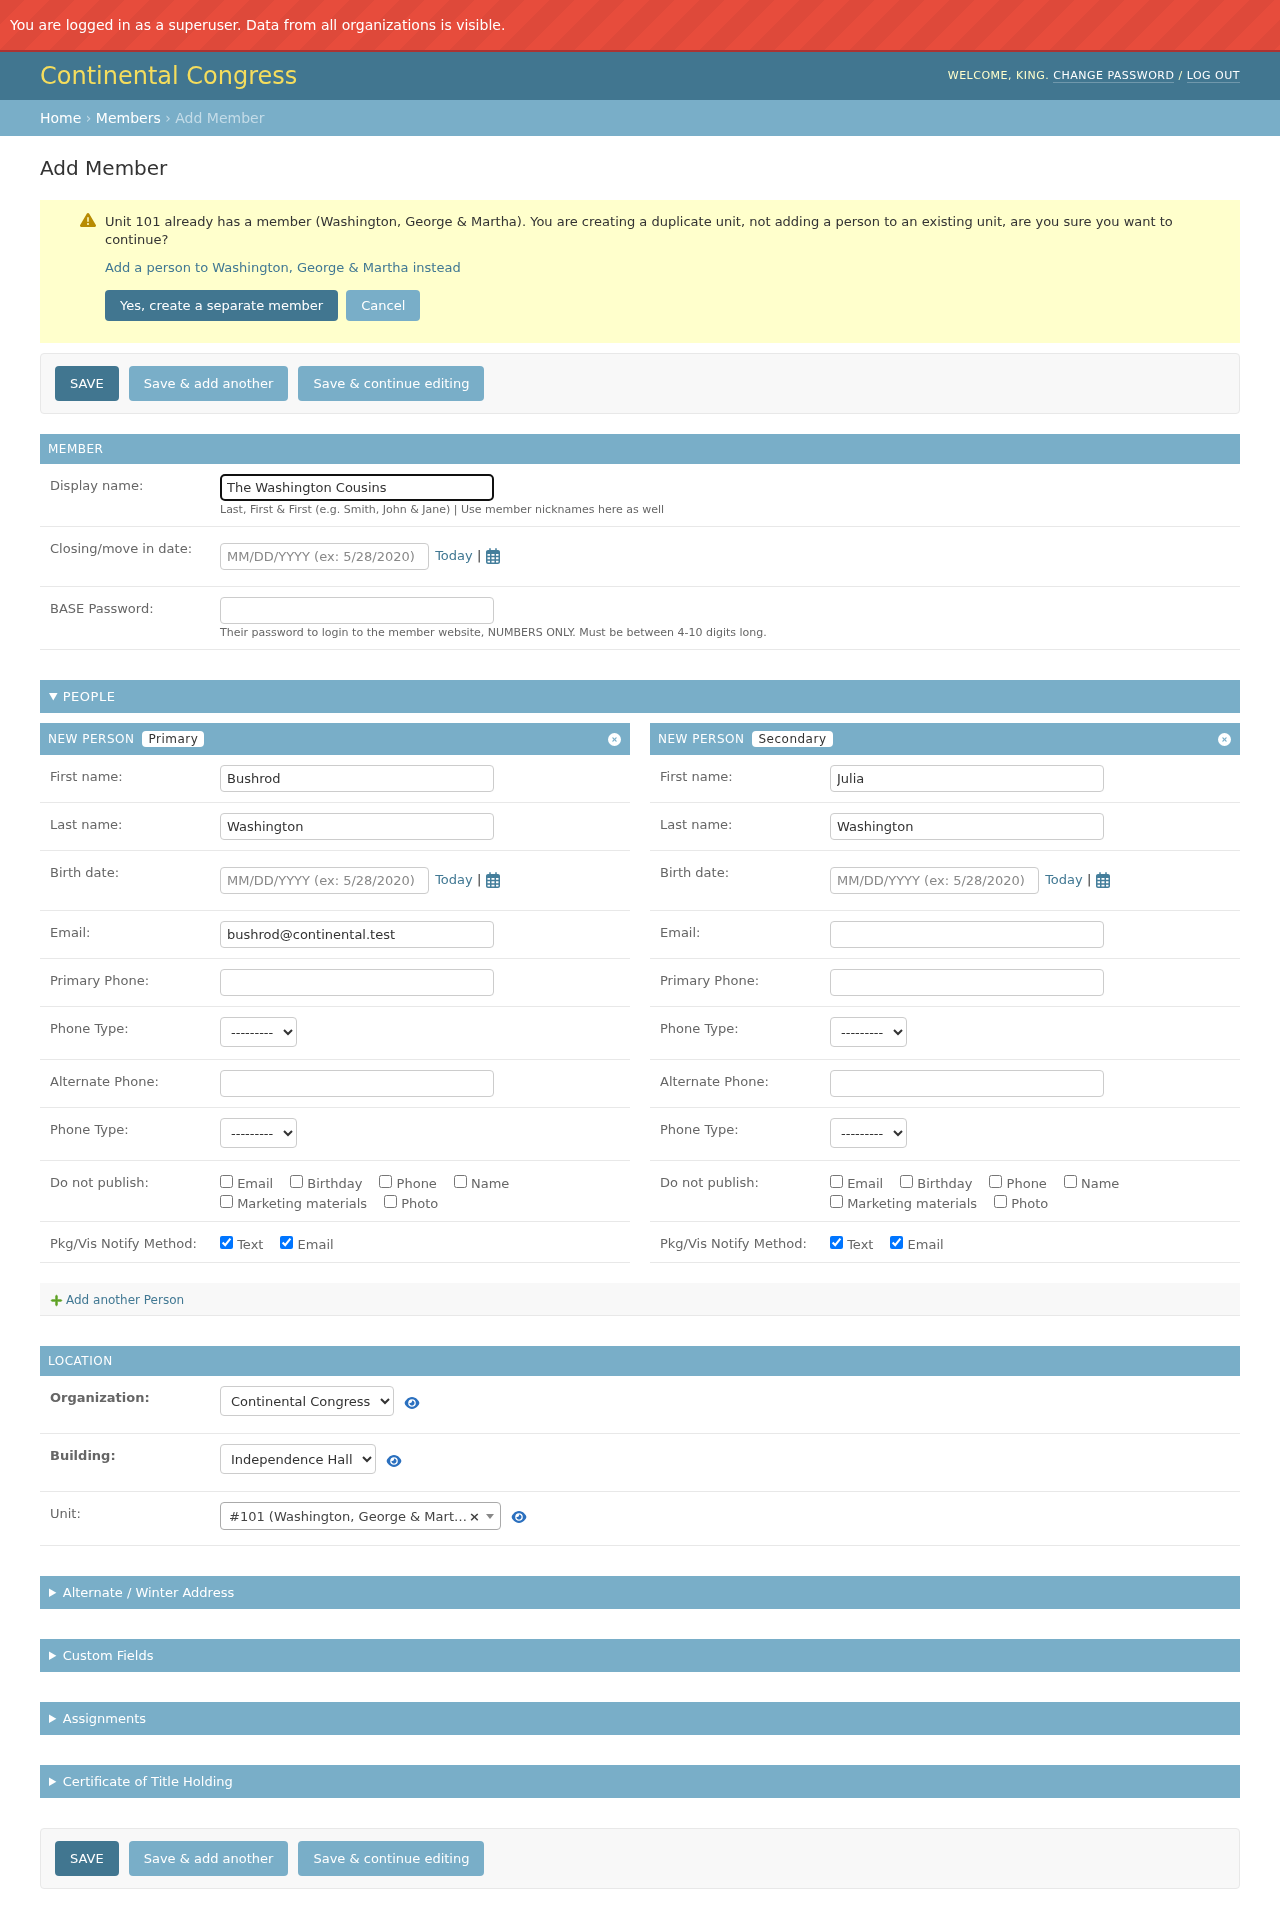 You are logged in as a superuser. Data from all organizations is visible.
Continental Congress
WELCOME, KING. CHANGE PASSWORD / LOG OUT
Home › Members › Add Member
Add Member
Unit 101 already has a member (Washington, George & Martha). You are creating a duplicate unit, not adding a person to an existing unit, are you sure you want to
continue?
Add a person to Washington, George & Martha instead
Yes, create a separate member Cancel
SAVE Save & add another Save & continue editing
MEMBER
Display name: The Washington Cousins
Last, First & First (e.g. Smith, John & Jane) | Use member nicknames here as well
Closing/move in date: MM/DD/YYYY (ex: 5/28/2020) Today |
BASE Password:
Their password to login to the member website, NUMBERS ONLY. Must be between 4-10 digits long.
PEOPLE
NEW PERSON Primary
First name: Bushrod
Last name: Washington
Birth date: MM/DD/YYYY (ex: 5/28/2020) Today |
Email: bushrod@continental.test
Primary Phone:
Phone Type: ---------
Alternate Phone:
Phone Type: ---------
Do not publish: Email Birthday Phone Name
Marketing materials Photo
Pkg/Vis Notify Method: Text Email
NEW PERSON Secondary
First name: Julia
Last name: Washington
Birth date: MM/DD/YYYY (ex: 5/28/2020) Today |
Email:
Primary Phone:
Phone Type: ---------
Alternate Phone:
Phone Type: ---------
Do not publish: Email Birthday Phone Name
Marketing materials Photo
Pkg/Vis Notify Method: Text Email
Add another Person
LOCATION
Organization: Continental Congress
Building: Independence Hall
Unit: #101 (Washington, George & Mart... ×
Alternate / Winter Address
Custom Fields
Assignments
Certificate of Title Holding
SAVE Save & add another Save & continue editing